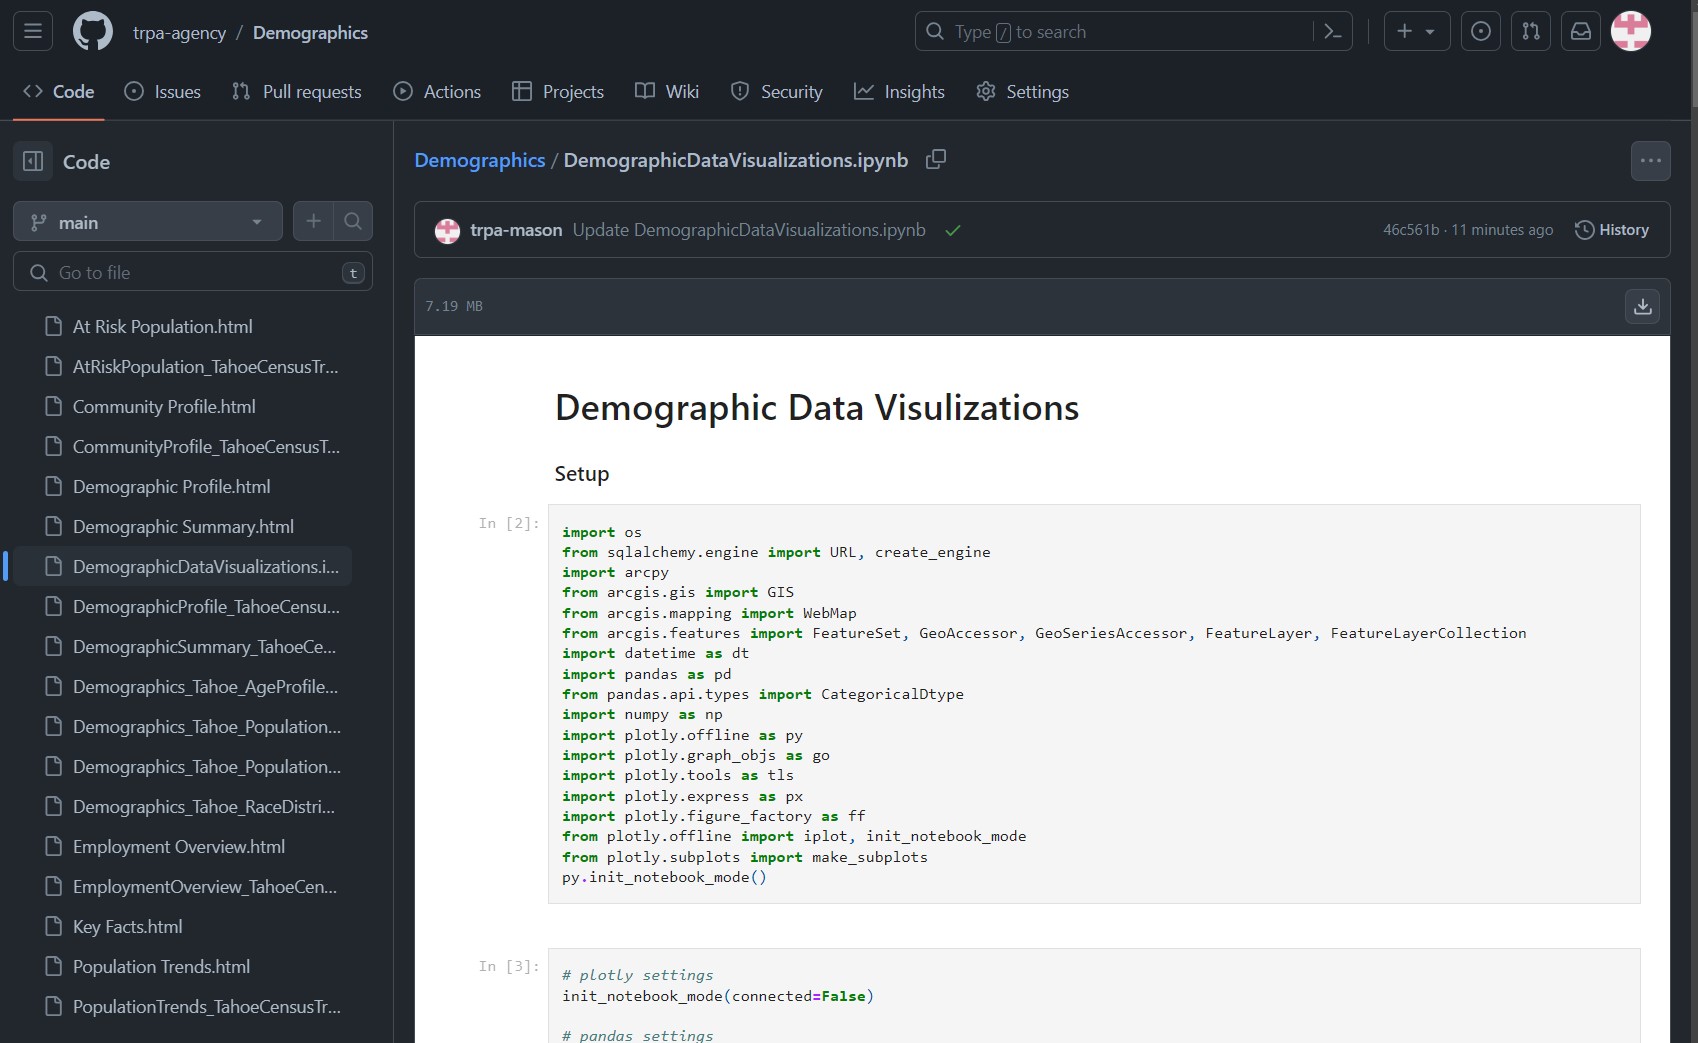 trpa-agency / Demographics
Type / to search
Code
Issues
Pull requests
Actions
Projects
Wiki
Security
Insights
Settings
Code
main
Go to file
t
At Risk Population.html
AtRiskPopulation_TahoeCensusTr...
Community Profile.html
CommunityProfile_TahoeCensusT...
Demographic Profile.html
Demographic Summary.html
DemographicDataVisualizations.i...
DemographicProfile_TahoeCensu...
DemographicSummary_TahoeCe...
Demographics_Tahoe_AgeProfile...
Demographics_Tahoe_Population...
Demographics_Tahoe_Population...
Demographics_Tahoe_RaceDistri...
Employment Overview.html
EmploymentOverview_TahoeCen...
Key Facts.html
Population Trends.html
PopulationTrends_TahoeCensusTr...
Demographics / DemographicDataVisualizations.ipynb
trpa-mason Update DemographicDataVisualizations.ipynb
46c561b · 11 minutes ago
History
7.19 MB
Demographic Data Visulizations
Setup
In [2]:
import os
from sqlalchemy.engine import URL, create_engine
import arcpy
from arcgis.gis import GIS
from arcgis.mapping import WebMap
from arcgis.features import FeatureSet, GeoAccessor, GeoSeriesAccessor, FeatureLayer, FeatureLayerCollection
import datetime as dt
import pandas as pd
from pandas.api.types import CategoricalDtype
import numpy as np
import plotly.offline as py
import plotly.graph_objs as go
import plotly.tools as tls
import plotly.express as px
import plotly.figure_factory as ff
from plotly.offline import iplot, init_notebook_mode
from plotly.subplots import make_subplots
py.init_notebook_mode()
In [3]:
# plotly settings
init_notebook_mode(connected=False)
# pandas settings